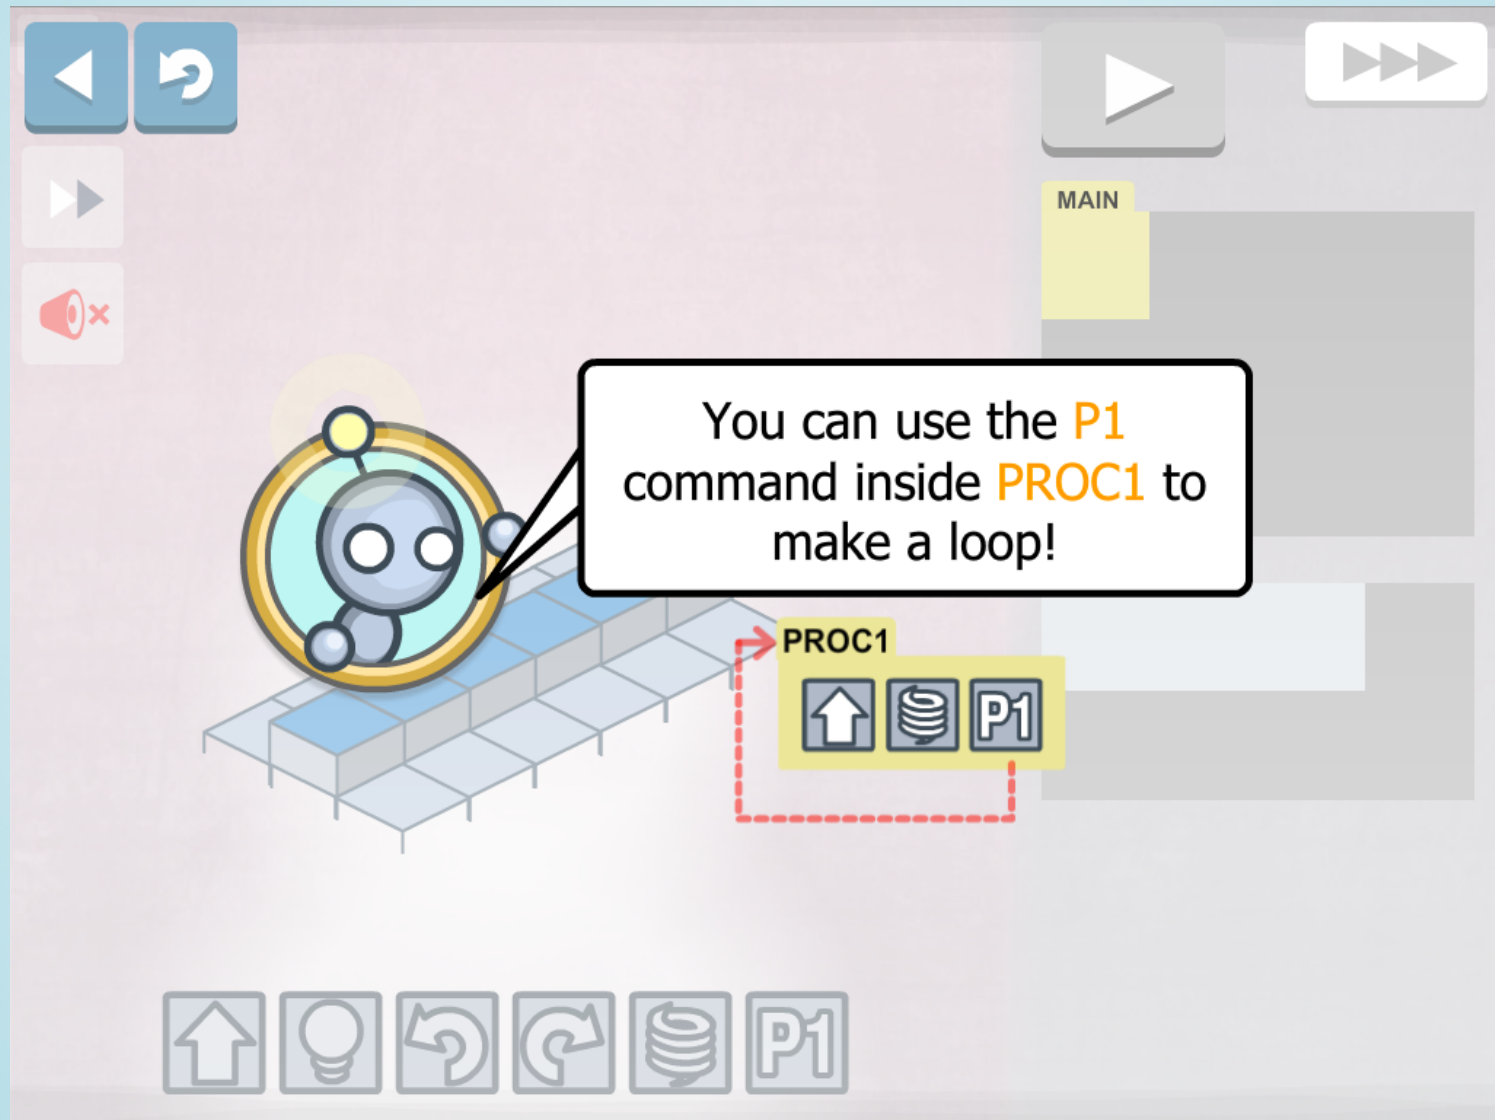 MAIN
You can use the P1
command inside PROC1 to
make a loop!
PROC1
P1
P1